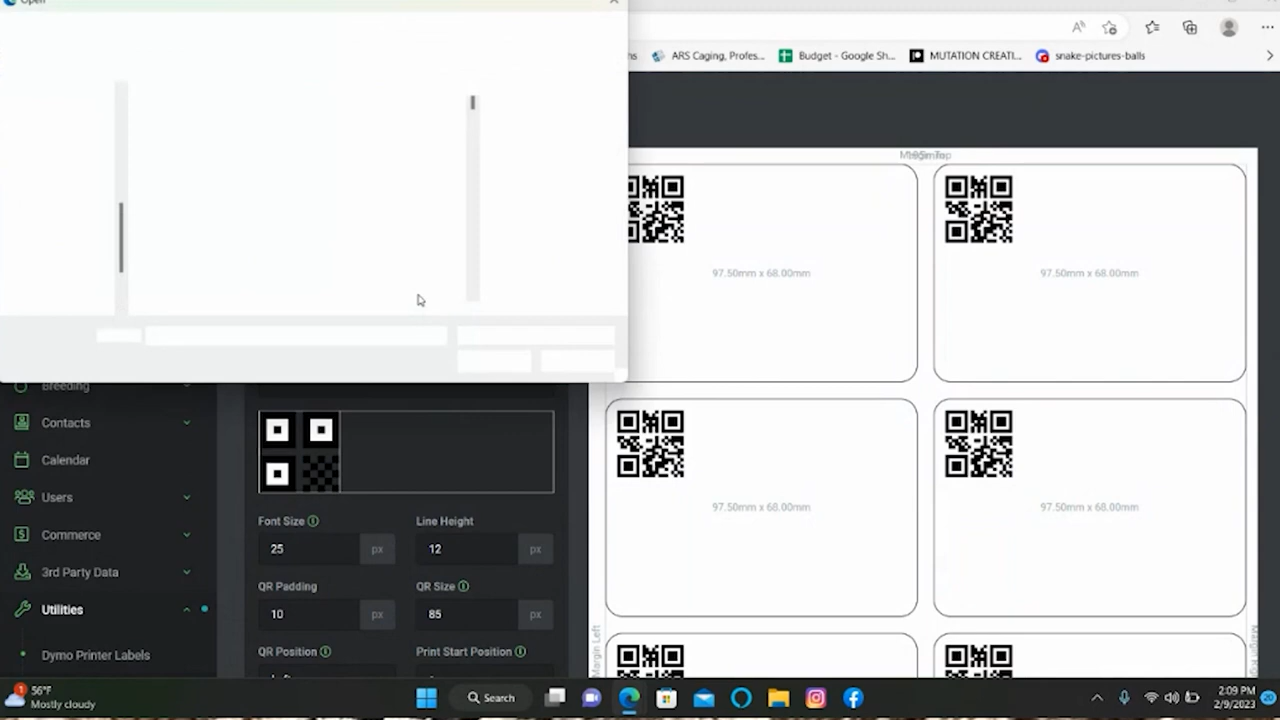 Open
ns
ARS Caging, Profes...
Budget - Google Sh...
MUTATION CREATI...
snake-pictures-balls
97.50mm x 68.00mm
97.50mm x 68.00mm
Breeding
Contacts
Calendar
Users
Commerce
3rd Party Data
Utilities
Dymo Printer Labels
Font Size
Line Height
25 px
12 px
QR Padding
QR Size
10 px
85 px
QR Position
Print Start Position
97.50mm x 68.00mm
97.50mm x 68.00mm
Margin Left
1
56°F
Mostly cloudy
Search
2:09 PM
2/9/2023